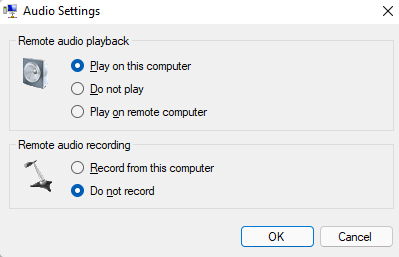 Audio Settings
Remote audio playback
Play on this computer
Do not play
Play on remote computer
Remote audio recording
Record from this computer
Do not record
OK
Cancel